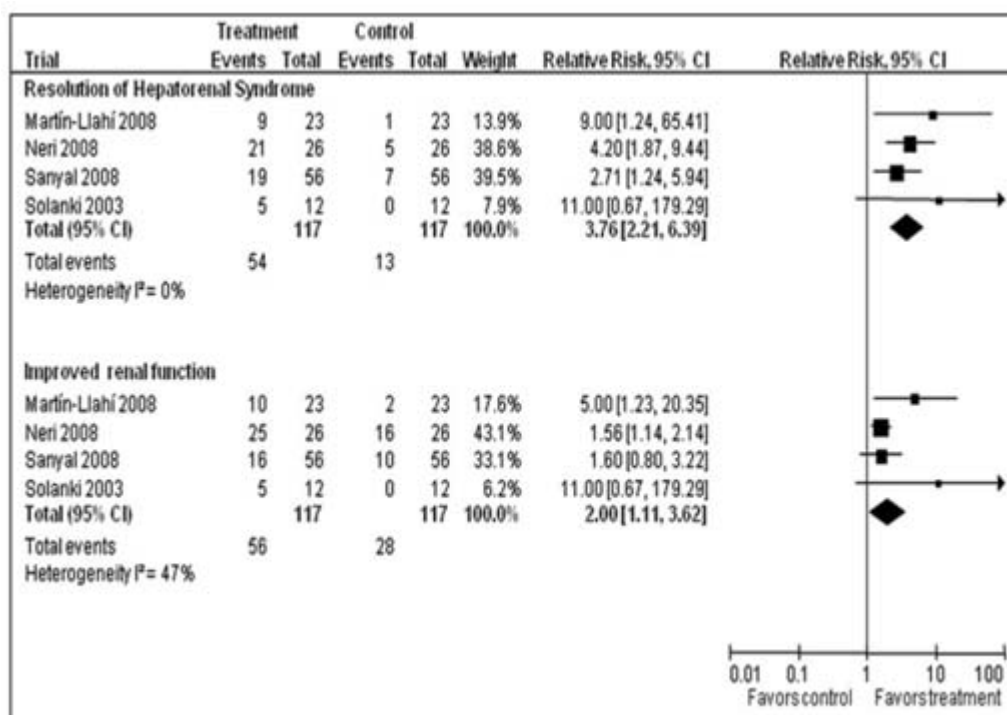 Treatment Control
Trial Events Total Events Total Weight Relative Risk, 95% CI Relative Risk, 95% CI
Resolution of Hepatorenal Syndrome
Martín-Llahí 2008 9 23 1 23 13.9% 9.00 [1.24, 65.41]
Neri 2008 21 26 5 26 38.6% 4.20 [1.87, 9.44]
Sanyal 2008 19 56 7 56 39.5% 2.71 [1.24, 5.94]
Solanki 2003 5 12 0 12 7.9% 11.00 [0.67, 179.29]
Total (95% CI) 117 117 100.0% 3.76 [2.21, 6.39]
Total events 54 13
Heterogeneity I²= 0%
Improved renal function
Martín-Llahí 2008 10 23 2 23 17.6% 5.00 [1.23, 20.35]
Neri 2008 25 26 16 26 43.1% 1.56 [1.14, 2.14]
Sanyal 2008 16 56 10 56 33.1% 1.60 [0.80, 3.22]
Solanki 2003 5 12 0 12 6.2% 11.00 [0.67, 179.29]
Total (95% CI) 117 117 100.0% 2.00 [1.11, 3.62]
Total events 56 28
Heterogeneity I²= 47%
0.01 0.1 1 10 100
Favors control Favors treatment